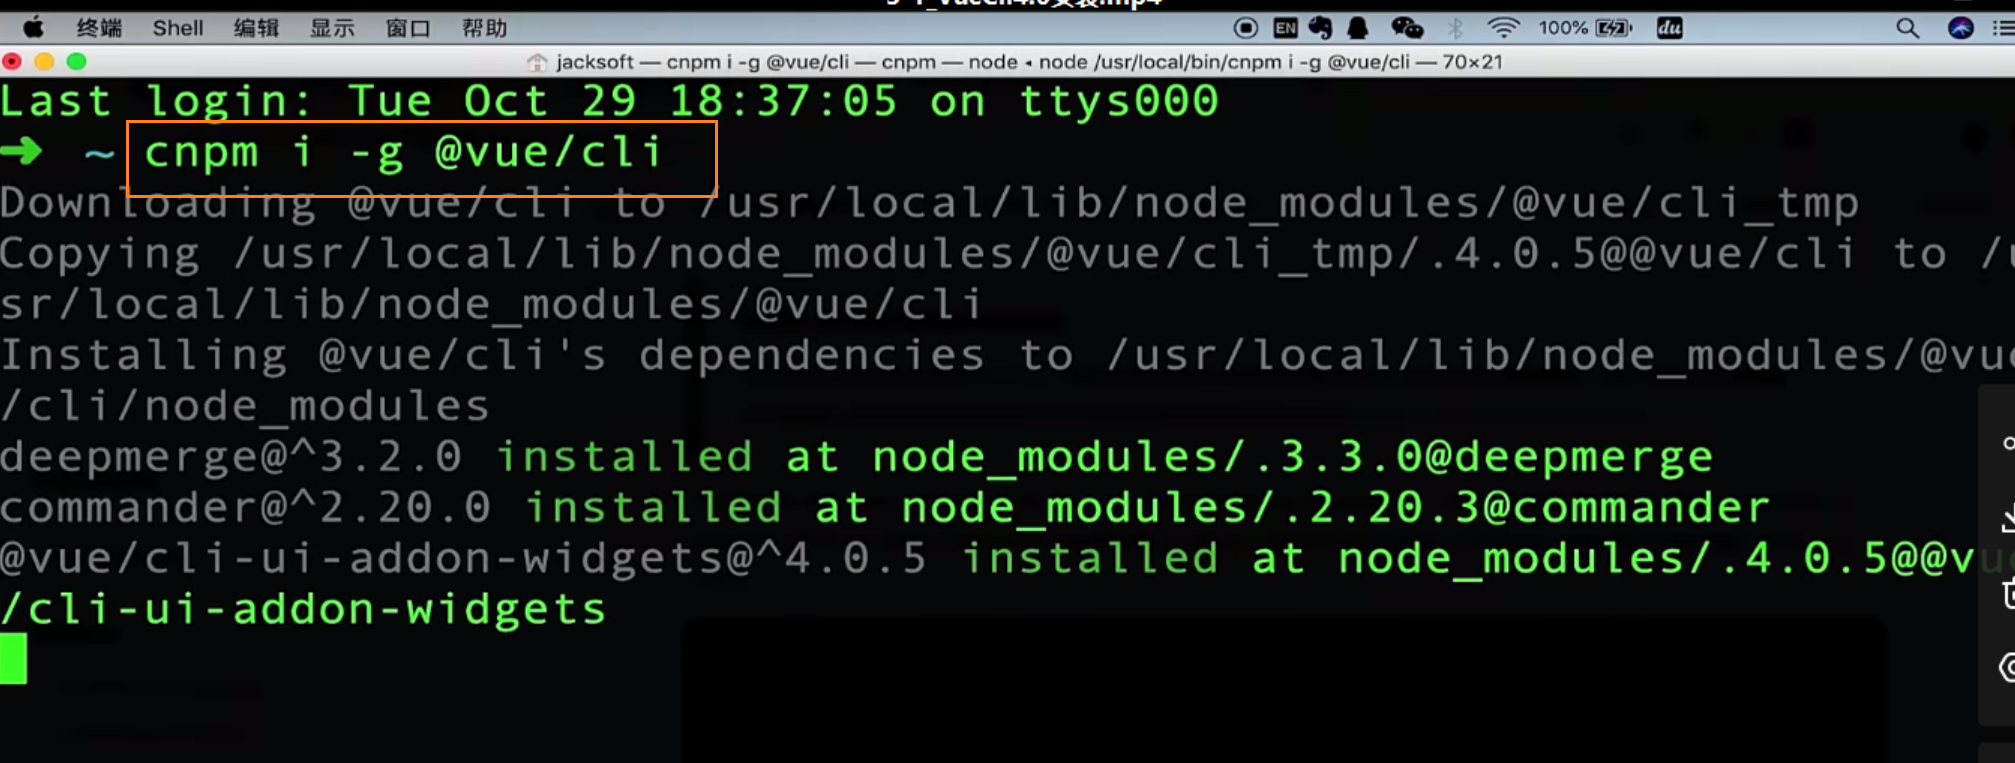 终端 Shell 编辑 显示 窗口 帮助 EN 100% du
jacksoft — cnpm i -g @vue/cli — cnpm — node ◂ node /usr/local/bin/cnpm i -g @vue/cli — 70×21
Last login: Tue Oct 29 18:37:05 on ttys000
➜ ~ cnpm i -g @vue/cli
Downloading @vue/cli to /usr/local/lib/node_modules/@vue/cli_tmp
Copying /usr/local/lib/node_modules/@vue/cli_tmp/.4.0.5@@vue/cli to /u
sr/local/lib/node_modules/@vue/cli
Installing @vue/cli's dependencies to /usr/local/lib/node_modules/@vue
/cli/node_modules
deepmerge@^3.2.0 installed at node_modules/.3.3.0@deepmerge
commander@^2.20.0 installed at node_modules/.2.20.3@commander
@vue/cli-ui-addon-widgets@^4.0.5 installed at node_modules/.4.0.5@@vue
/cli-ui-addon-widgets